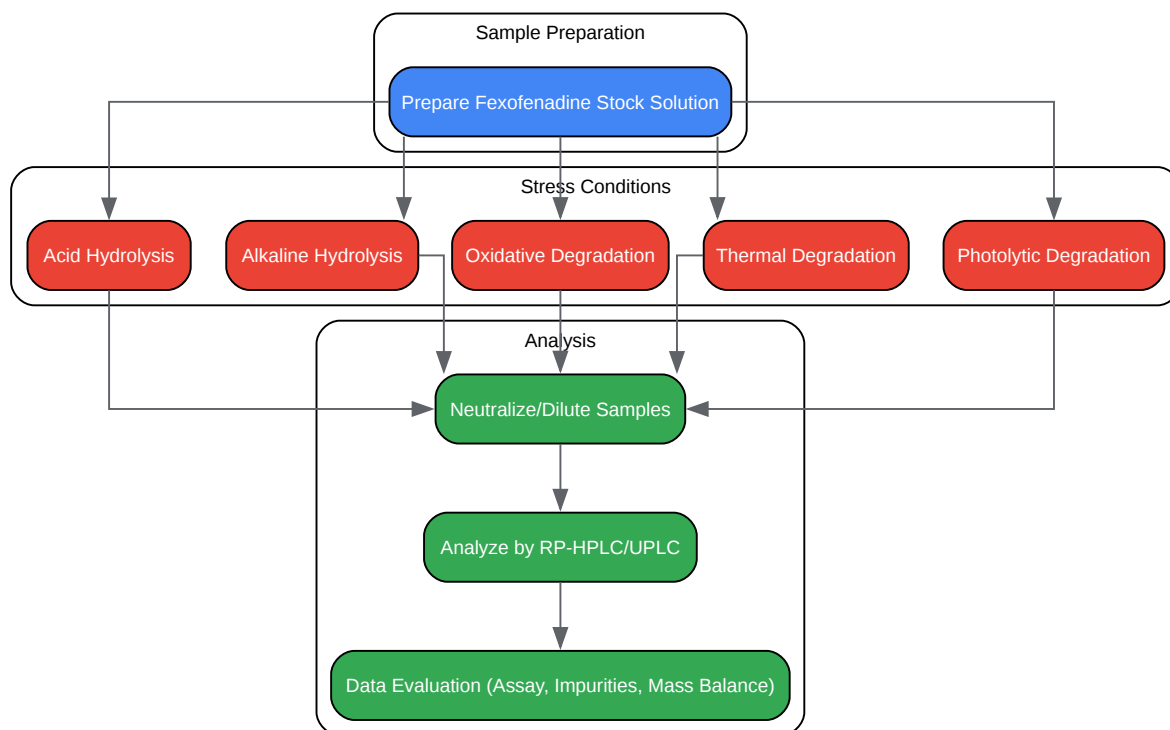 Sample Preparation
Prepare Fexofenadine Stock Solution
Stress Conditions
Acid Hydrolysis
Alkaline Hydrolysis
Oxidative Degradation
Thermal Degradation
Photolytic Degradation
Analysis
Neutralize/Dilute Samples
Analyze by RP-HPLC/UPLC
Data Evaluation (Assay, Impurities, Mass Balance)